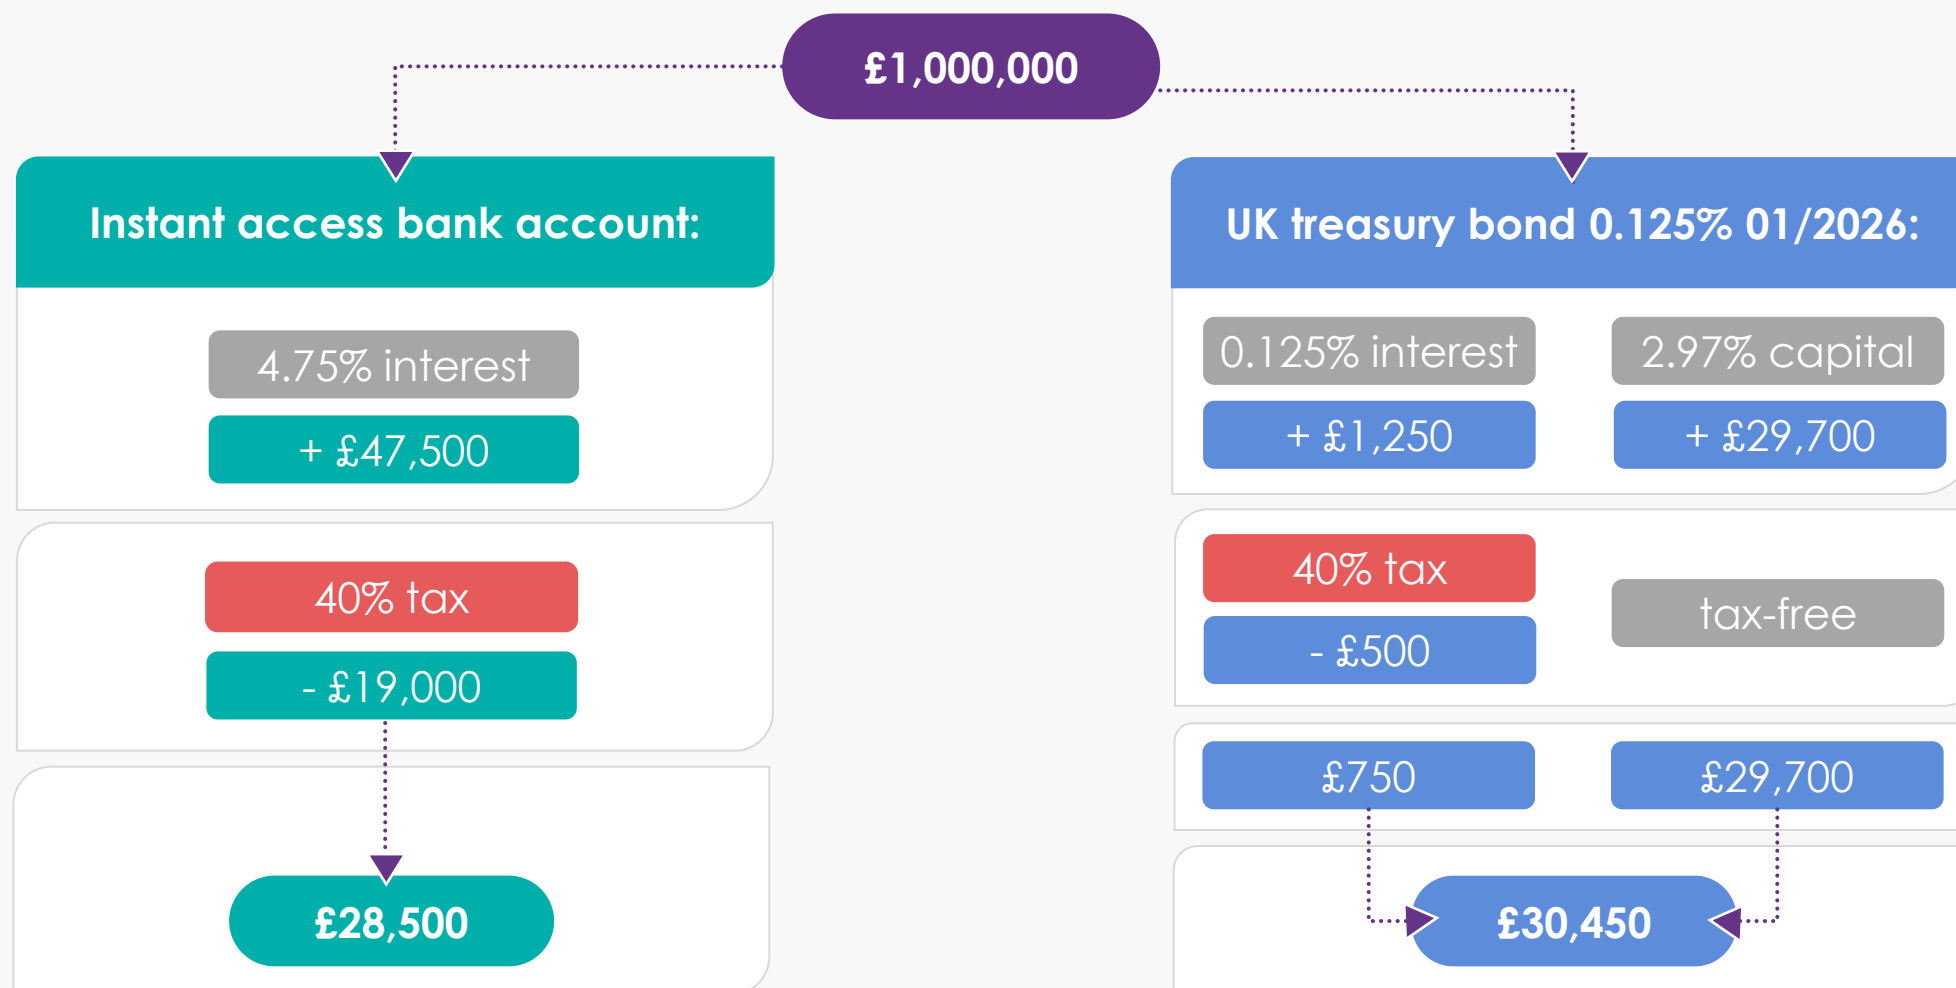 £1,000,000
Instant access bank account:
4.75% interest
+ £47,500
40% tax
- £19,000
£28,500
UK treasury bond 0.125% 01/2026:
0.125% interest
2.97% capital
+ £1,250
+ £29,700
40% tax
- £500
tax-free
£750
£29,700
£30,450